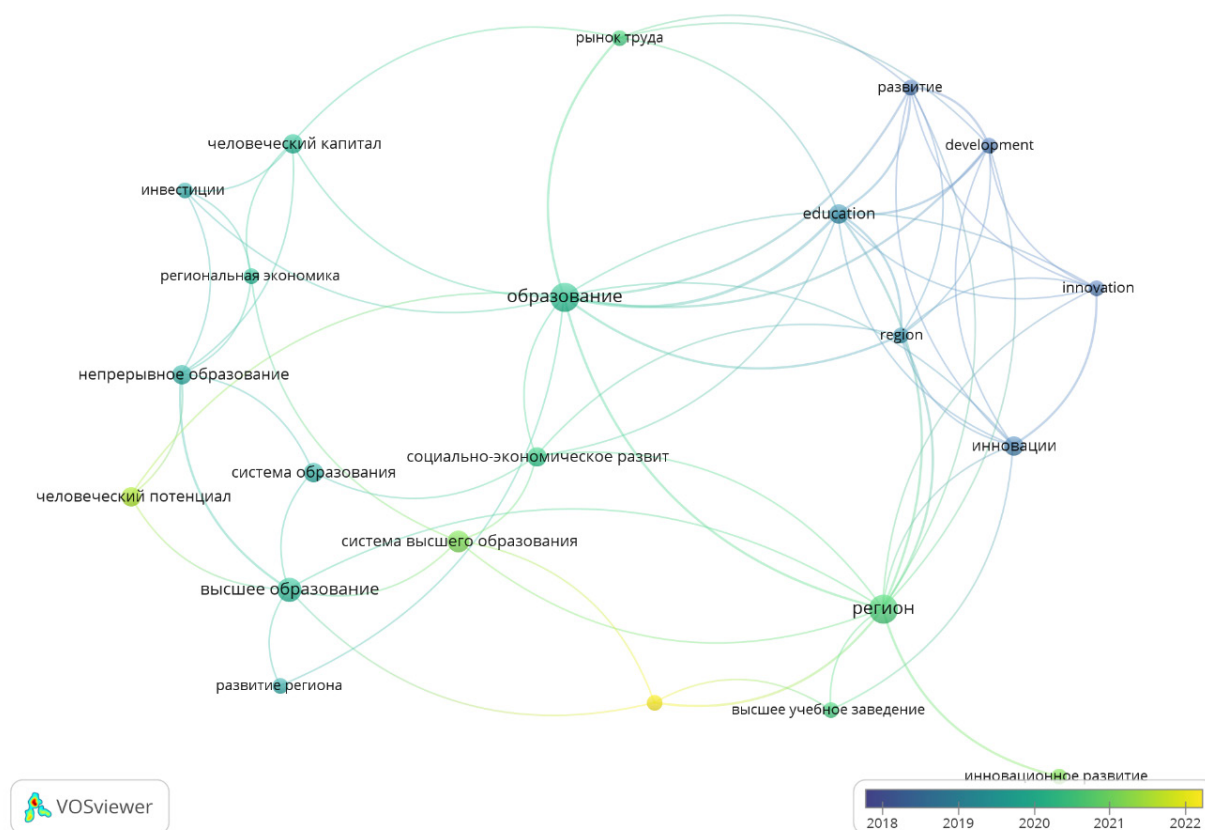 рынок труда
развитие
человеческий капитал
development
инвестиции
education
региональная экономика
innovation
образование
region
непрерывное образование
инновации
социально-экономическое развит
система образования
человеческий потенциал
система высшего образования
высшее образование
регион
развитие региона
высшее учебное заведение
инновационное развитие
VOSviewer
2018 2019 2020 2021 2022